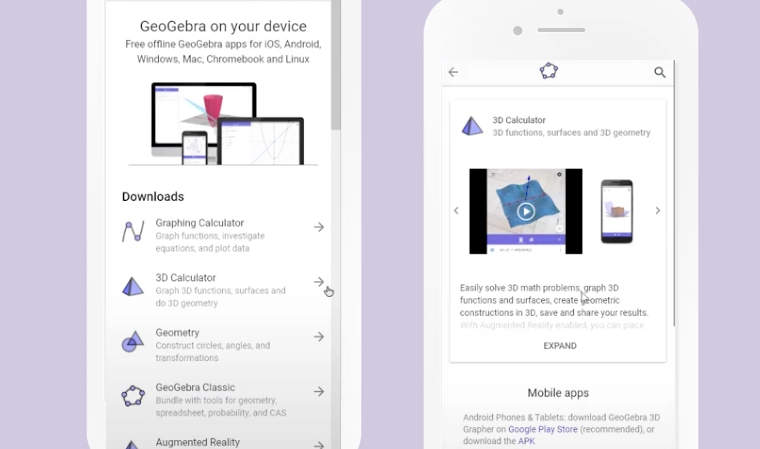 GeoGebra on your device
Free offline GeoGebra apps for iOS, Android,
Windows, Mac, Chromebook and Linux
Downloads
Graphing Calculator
Graph functions, investigate
equations, and plot data
3D Calculator
Graph 3D functions, surfaces and
do 3D geometry
Geometry
Construct circles, angles, and
transformations
GeoGebra Classic
Bundle with tools for geometry,
spreadsheet, probability, and CAS
Augmented Reality
3D Calculator
3D functions, surfaces and 3D geometry
Easily solve 3D math problems, graph 3D
functions and surfaces, create geometric
constructions in 3D, save and share your results.
With Augmented Reality enabled, you can place
EXPAND
Mobile apps
Android Phones & Tablets: download GeoGebra 3D
Grapher on Google Play Store (recommended), or
download the APK